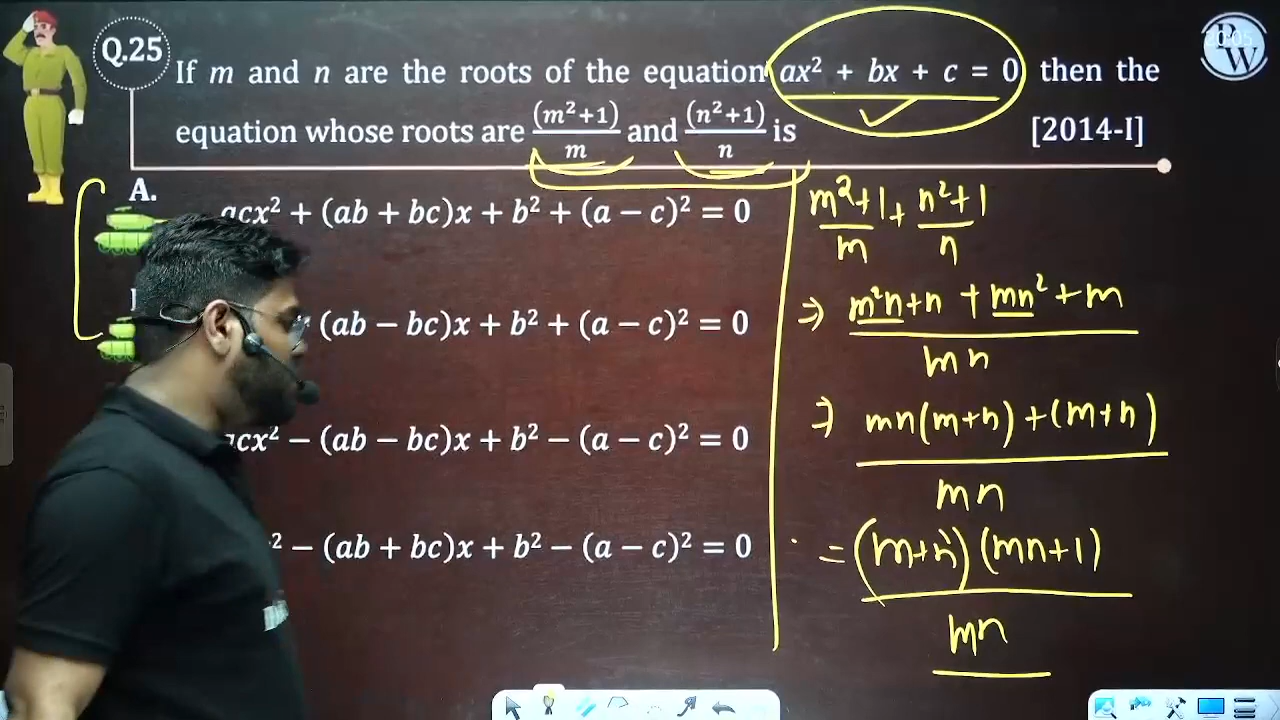 Q.25
If m and n are the roots of the equation ax² + bx + c = 0 then the
equation whose roots are (m²+1)/m and (n²+1)/n is [2014-I]
A.
acx² + (ab + bc)x + b² + (a − c)² = 0
(ab − bc)x + b² + (a − c)² = 0
cx² − (ab − bc)x + b² − (a − c)² = 0
² − (ab + bc)x + b² − (a − c)² = 0
m²+1/m + n²+1/n
⇒ m²n+n + mn²+m / mn
⇒ mn(m+n) + (m+n) / mn
= (m+n) (mn+1) / mn
PW